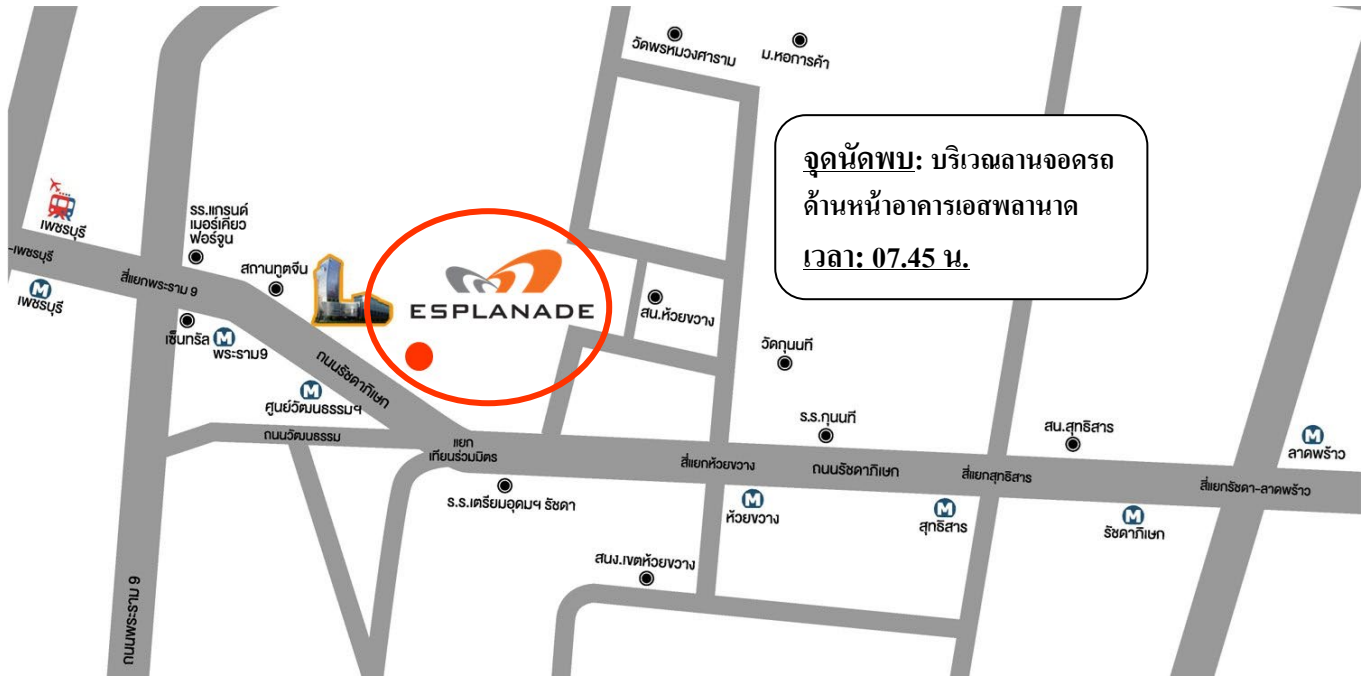 วัดพรหมวงศาราม
ม.หอการค้า
จุดนัดพบ: บริเวณลานจอดรถ
ด้านหน้าอาคารเอสพลานาด
เวลา: 07.45 น.
เพชรบุรี
-เพชรบุรี
M
เพชรบุรี
รร.แกรนด์
เมอร์เคียว
ฟอร์จูน
สี่แยกพระราม 9
สถานทูตจีน
ESPLANADE
สน.ห้วยขวาง
เซ็นทรัล
M
พระราม9
ถนนรัชดาภิเษก
M
ศูนย์วัฒนธรรมฯ
ถนนวัฒนธรรม
แยก
เทียนร่วมมิตร
วัดกุนนที
ร.ร.กุนนที
สน.สุทธิสาร
M
ลาดพร้าว
สี่แยกห้วยขวาง
ถนนรัชดาภิเษก
สี่แยกสุทธิสาร
สี่แยกรัชดา-ลาดพร้าว
ร.ร.เตรียมอุดมฯ รัชดา
M
ห้วยขวาง
M
สุทธิสาร
M
รัชดาภิเษก
สนง.เขตห้วยขวาง
ถนนพระราม 9